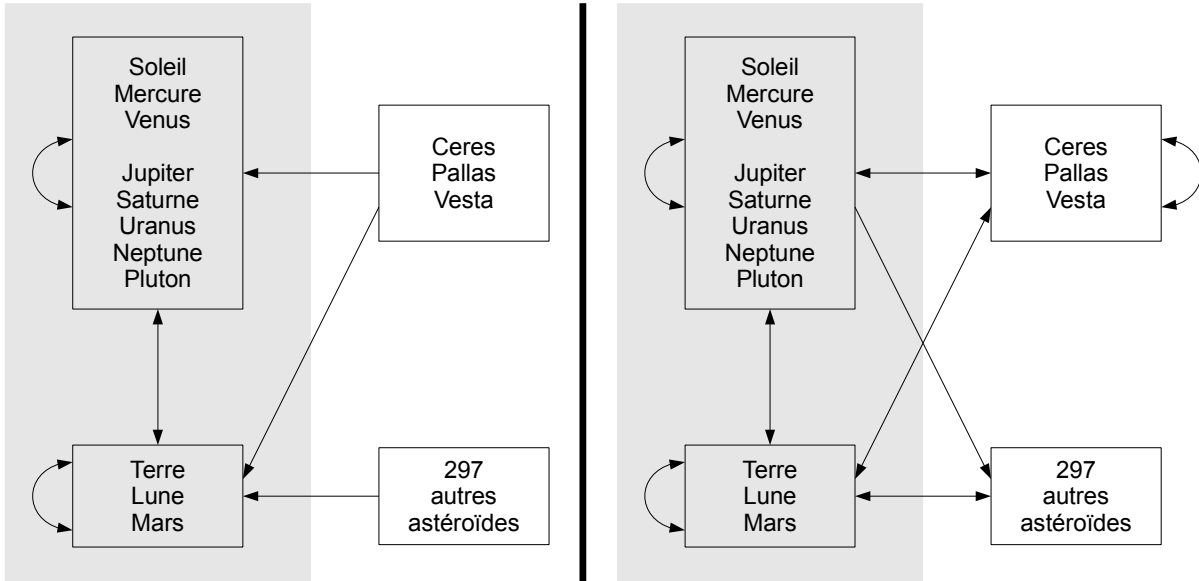 Soleil
Mercure
Venus
Jupiter
Saturne
Uranus
Neptune
Pluton
Ceres
Pallas
Vesta
Terre
Lune
Mars
297
autres
astéroïdes
Soleil
Mercure
Venus
Jupiter
Saturne
Uranus
Neptune
Pluton
Ceres
Pallas
Vesta
Terre
Lune
Mars
297
autres
astéroïdes